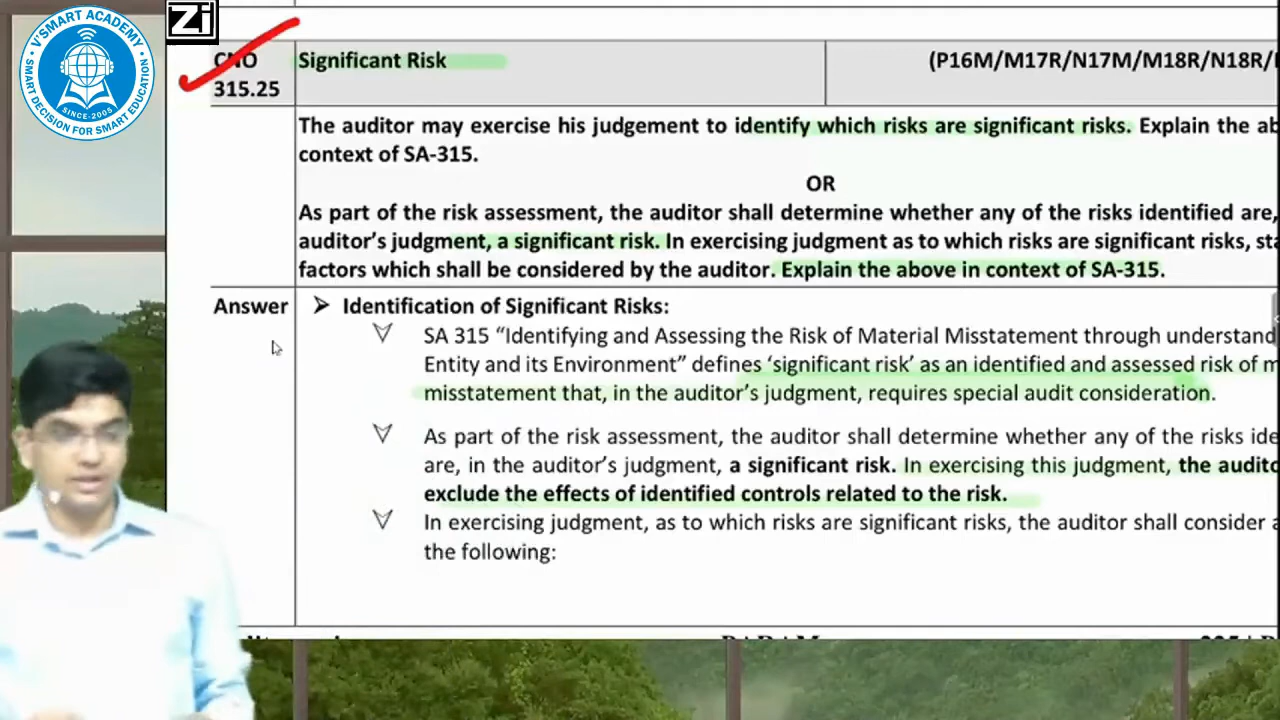 V'SMART ACADEMY
SINCE-2005
SMART DECISION FOR SMART EDUCATION
Zi
CNO
315.25
Significant Risk
(P16M/M17R/N17M/M18R/N18R/
The auditor may exercise his judgement to identify which risks are significant risks. Explain the ab
context of SA-315.
OR
As part of the risk assessment, the auditor shall determine whether any of the risks identified are,
auditor's judgment, a significant risk. In exercising judgment as to which risks are significant risks, sta
factors which shall be considered by the auditor. Explain the above in context of SA-315.
Answer
➢ Identification of Significant Risks:
SA 315 “Identifying and Assessing the Risk of Material Misstatement through understand
Entity and its Environment” defines ‘significant risk’ as an identified and assessed risk of m
misstatement that, in the auditor's judgment, requires special audit consideration.
As part of the risk assessment, the auditor shall determine whether any of the risks ide
are, in the auditor's judgment, a significant risk. In exercising this judgment, the audito
exclude the effects of identified controls related to the risk.
In exercising judgment, as to which risks are significant risks, the auditor shall consider a
the following: